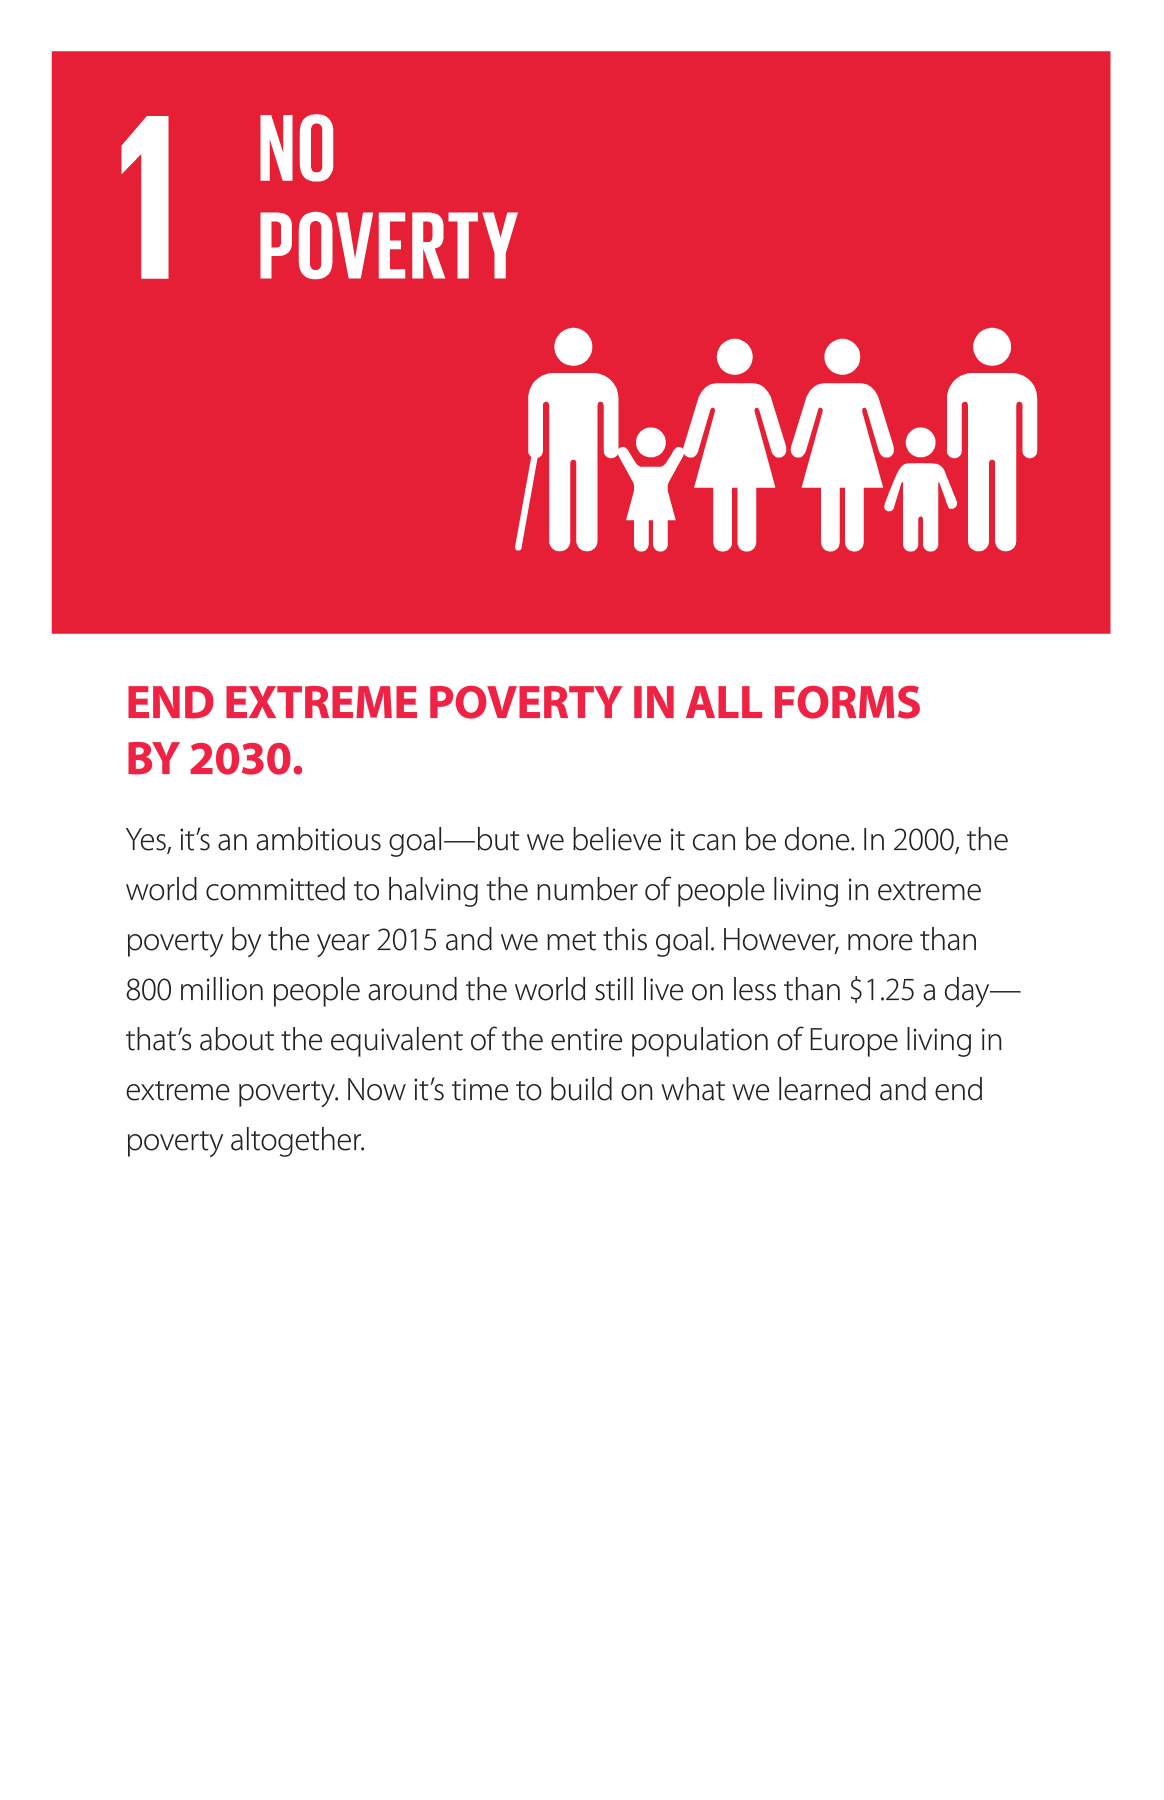 1
NO
POVERTY
END EXTREME POVERTY IN ALL FORMS
BY 2030.
Yes, it’s an ambitious goal—but we believe it can be done. In 2000, the
world committed to halving the number of people living in extreme
poverty by the year 2015 and we met this goal. However, more than
800 million people around the world still live on less than $1.25 a day—
that’s about the equivalent of the entire population of Europe living in
extreme poverty. Now it’s time to build on what we learned and end
poverty altogether.